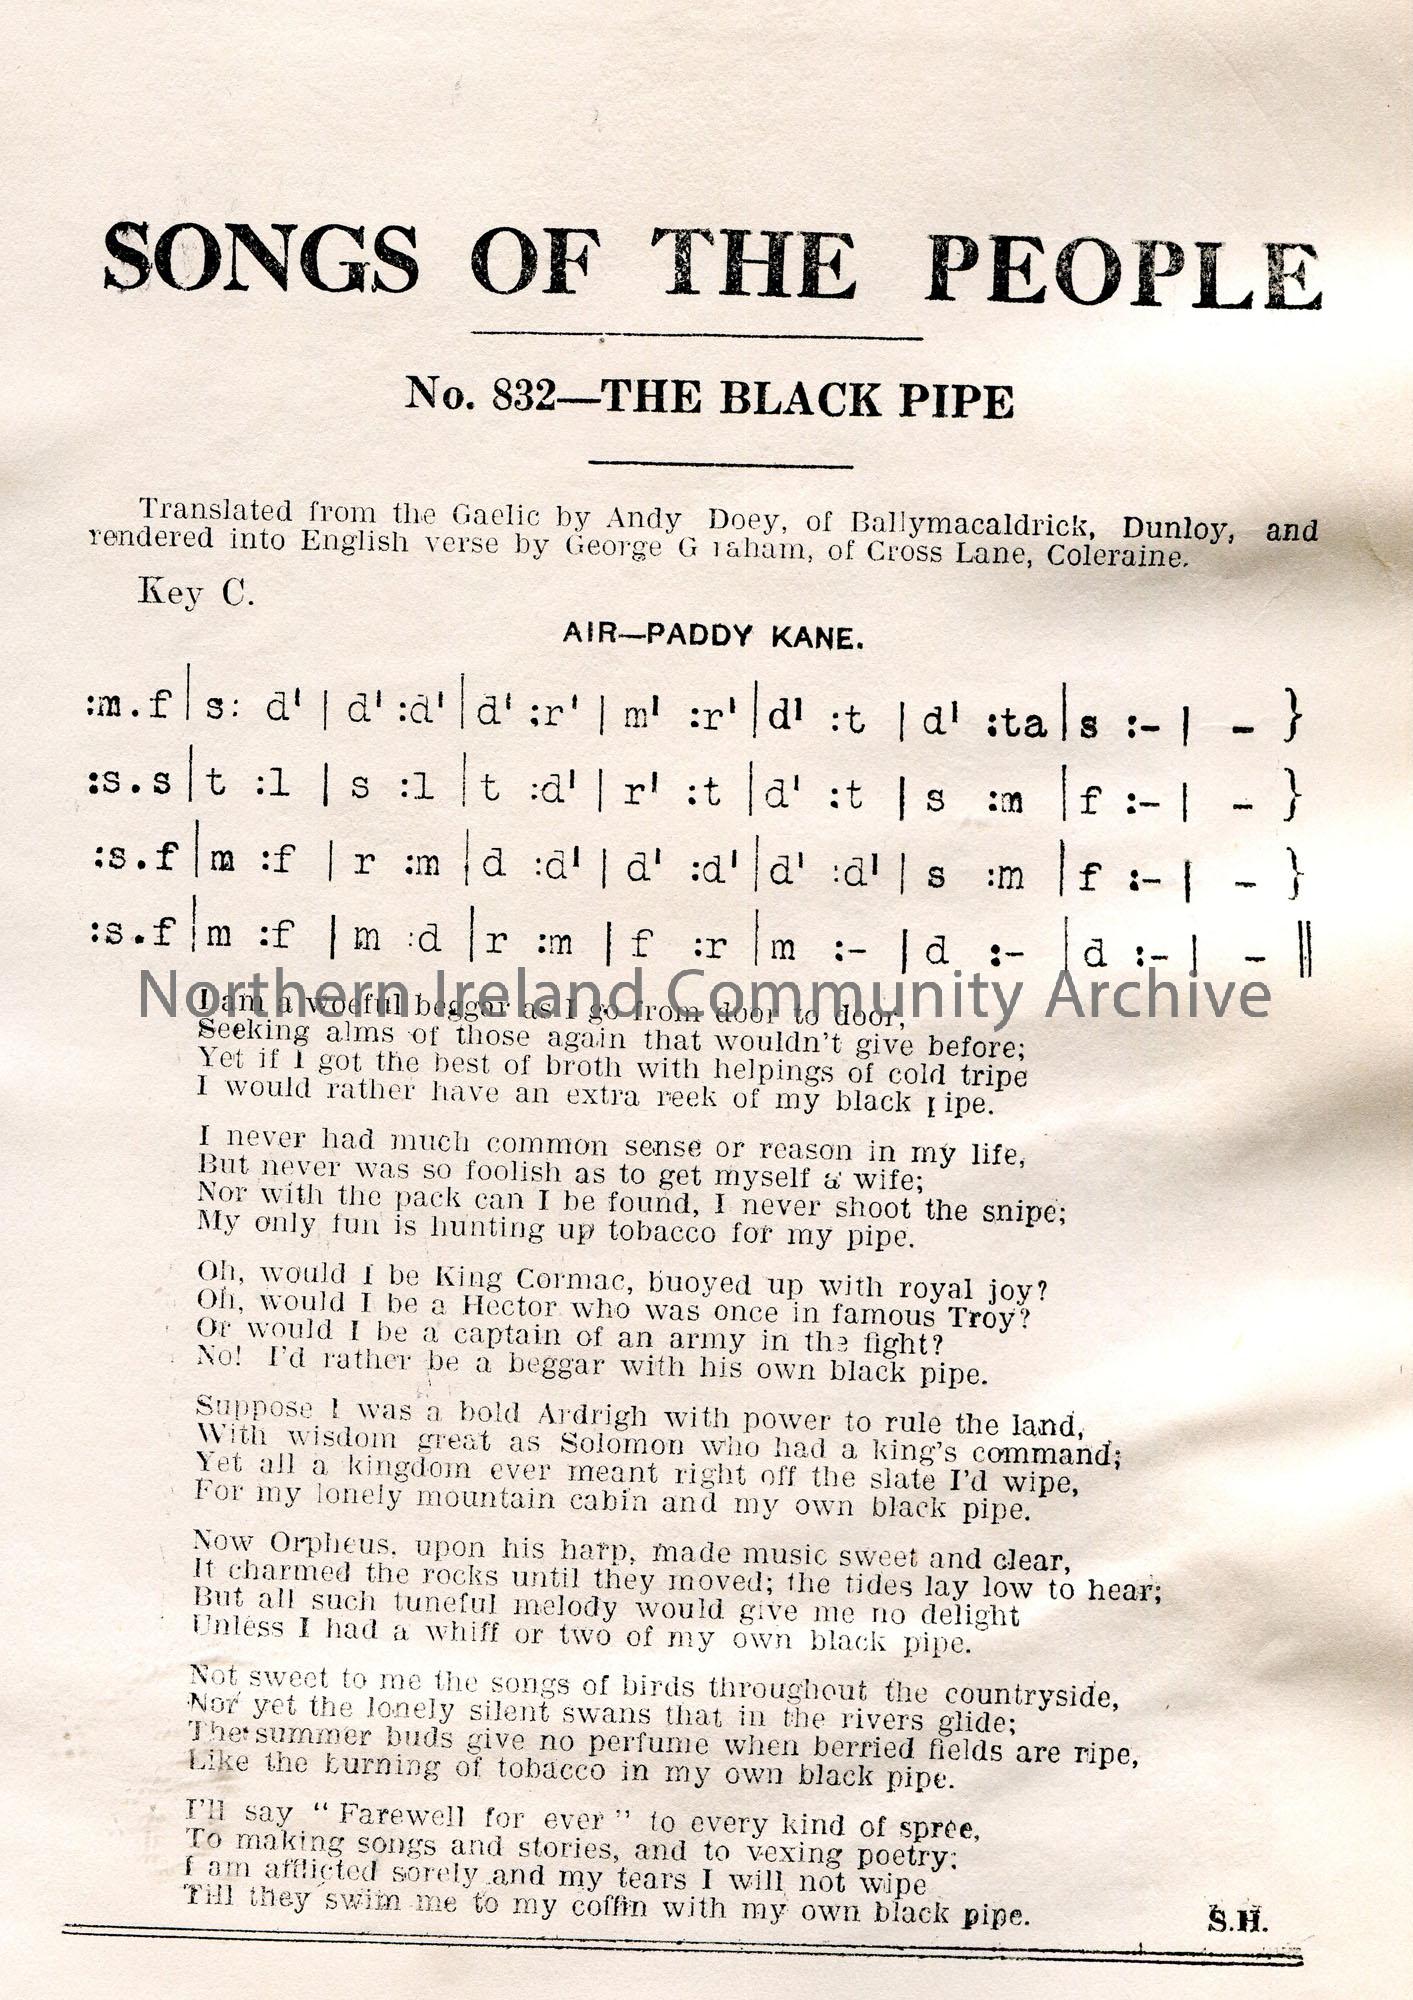 SONGS OF THE PEOPLE
No. 832—THE BLACK PIPE
Translated from the Gaelic by Andy Doey, of Ballymacaldrick, Dunloy, and
rendered into English verse by George Graham, of Cross Lane, Coleraine.
Key C.
AIR—PADDY KANE.
:m.f | s: d' | d' :d' | d' :r' | m' :r' | d' :t | d' :ta | s :- | - }
:s.s | t :l | s :l | t :d' | r' :t | d' :t | s :m | f :- | - }
:s.f | m :f | r :m | d :d' | d' :d' | d' :d' | s :m | f :- | - }
:s.f | m :f | m :d | r :m | f :r | m :- | d :- | d :- | - ||
Northern Ireland Community Archive
I am a woeful beggar as I go from door to door,
Seeking alms of those again that wouldn't give before;
Yet if I got the best of broth with helpings of cold tripe
I would rather have an extra reek of my black pipe.
I never had much common sense or reason in my life,
But never was so foolish as to get myself a wife;
Nor with the pack can I be found, I never shoot the snipe;
My only fun is hunting up tobacco for my pipe.
Oh, would I be King Cormac, buoyed up with royal joy?
Oh, would I be a Hector who was once in famous Troy?
Or would I be a captain of an army in the fight?
No! I'd rather be a beggar with his own black pipe.
Suppose I was a bold Ardrigh with power to rule the land,
With wisdom great as Solomon who had a king's command;
Yet all a kingdom ever meant right off the slate I'd wipe,
For my lonely mountain cabin and my own black pipe.
Now Orpheus, upon his harp, made music sweet and clear,
It charmed the rocks until they moved; the tides lay low to hear;
But all such tuneful melody would give me no delight
Unless I had a whiff or two of my own black pipe.
Not sweet to me the songs of birds throughout the countryside,
Nor yet the lonely silent swans that in the rivers glide;
The summer buds give no perfume when berried fields are ripe,
Like the burning of tobacco in my own black pipe.
I'll say "Farewell for ever" to every kind of spree,
To making songs and stories, and to vexing poetry;
I am afflicted sorely and my tears I will not wipe
Till they swim me to my coffin with my own black pipe.
S.H.